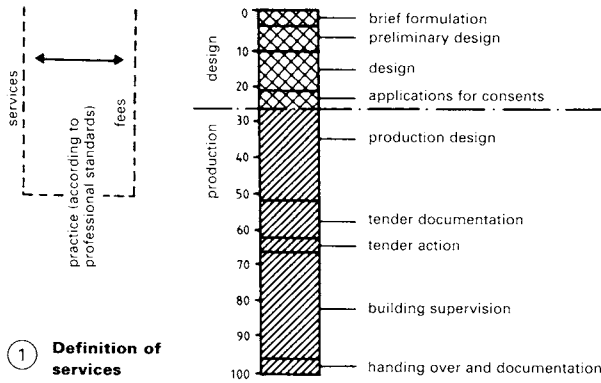 services
fees
practice (according to
professional standards)
design
production
0
10
20
30
40
50
60
70
80
90
100
brief formulation
preliminary design
design
applications for consents
production design
tender documentation
tender action
building supervision
handing over and documentation
1 Definition of
services